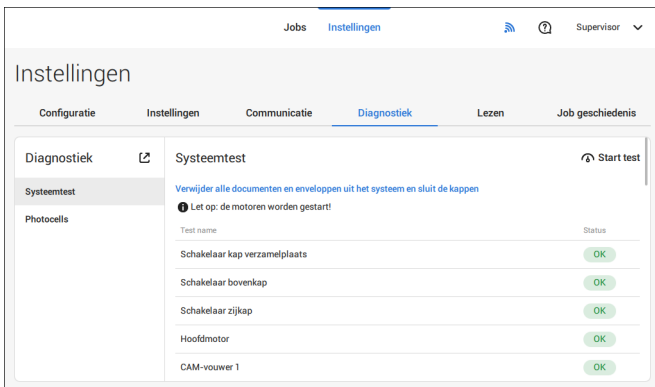 Jobs Instellingen Supervisor
Instellingen
Configuratie Instellingen Communicatie Diagnostiek Lezen Job geschiedenis
Diagnostiek Systeemtest Start test
Systeemtest
Verwijder alle documenten en enveloppen uit het systeem en sluit de kappen
Let op: de motoren worden gestart!
Photocells
Test name Status
Schakelaar kap verzamelplaats OK
Schakelaar bovenkap OK
Schakelaar zijkap OK
Hoofdmotor OK
CAM-vouwer 1 OK